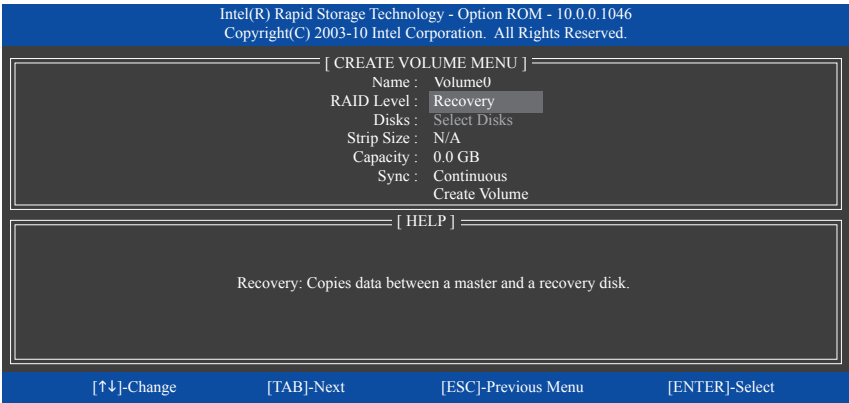 Intel(R) Rapid Storage Technology - Option ROM - 10.0.0.1046
Copyright(C) 2003-10 Intel Corporation.  All Rights Reserved.
[ CREATE VOLUME MENU ]
Name :  Volume0
RAID Level :  Recovery
Disks :  Select Disks
Strip Size :  N/A
Capacity :  0.0 GB
Sync :  Continuous
Create Volume
[ HELP ]
Recovery: Copies data between a master and a recovery disk.
[↑↓]-Change  [TAB]-Next  [ESC]-Previous Menu  [ENTER]-Select